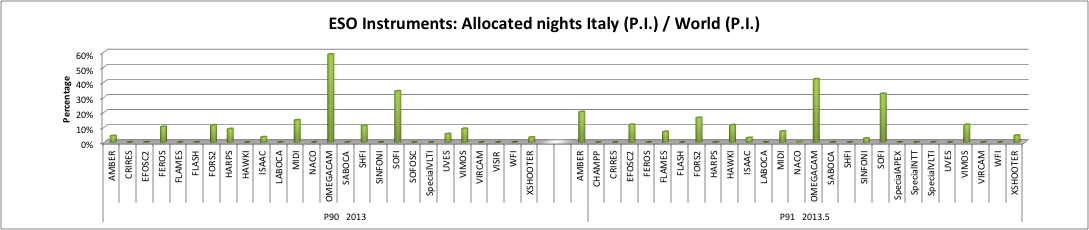 ESO Instruments: Allocated nights Italy (P.I.) / World (P.I.)
Percentage
60%
50%
40%
30%
20%
10%
0%
AMBER
CRIRES
EFOSC2
FEROS
FLAMES
FLASH
FORS2
HARPS
HAWKI
ISAAC
LABOCA
MIDI
NACO
OMEGACAM
SABOCA
SHFI
SINFONI
SOFI
SOFOSC
SpecialVLTI
UVES
VIMOS
VIRCAM
VISIR
WFI
XSHOOTER
AMBER
CHAMPP
CRIRES
EFOSC2
FEROS
FLAMES
FLASH
FORS2
HARPS
HAWKI
ISAAC
LABOCA
MIDI
NACO
OMEGACAM
SABOCA
SHFI
SINFONI
SOFI
SpecialAPEX
SpecialNTT
SpecialVLTI
UVES
VIMOS
VIRCAM
WFI
XSHOOTER
P90 2013
P91 2013.5